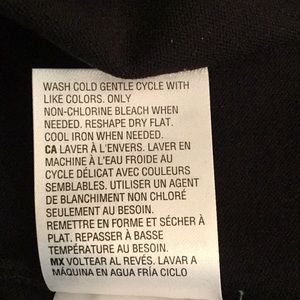 WASH COLD GENTLE CYCLE WITH
LIKE COLORS. ONLY
NON-CHLORINE BLEACH WHEN
NEEDED. RESHAPE DRY FLAT.
COOL IRON WHEN NEEDED.
CA LAVER À L'ENVERS. LAVER EN
MACHINE À L'EAU FROIDE AU
CYCLE DÉLICAT AVEC COULEURS
SEMBLABLES. UTILISER UN AGENT
DE BLANCHIMENT NON CHLORÉ
SEULEMENT AU BESOIN.
REMETTRE EN FORME ET SÉCHER À
PLAT. REPASSER À BASSE
TEMPÉRATURE AU BESOIN.
MX VOLTEAR AL REVÉS. LAVAR A
MÁQUINA EN AGUA FRÍA CICLO